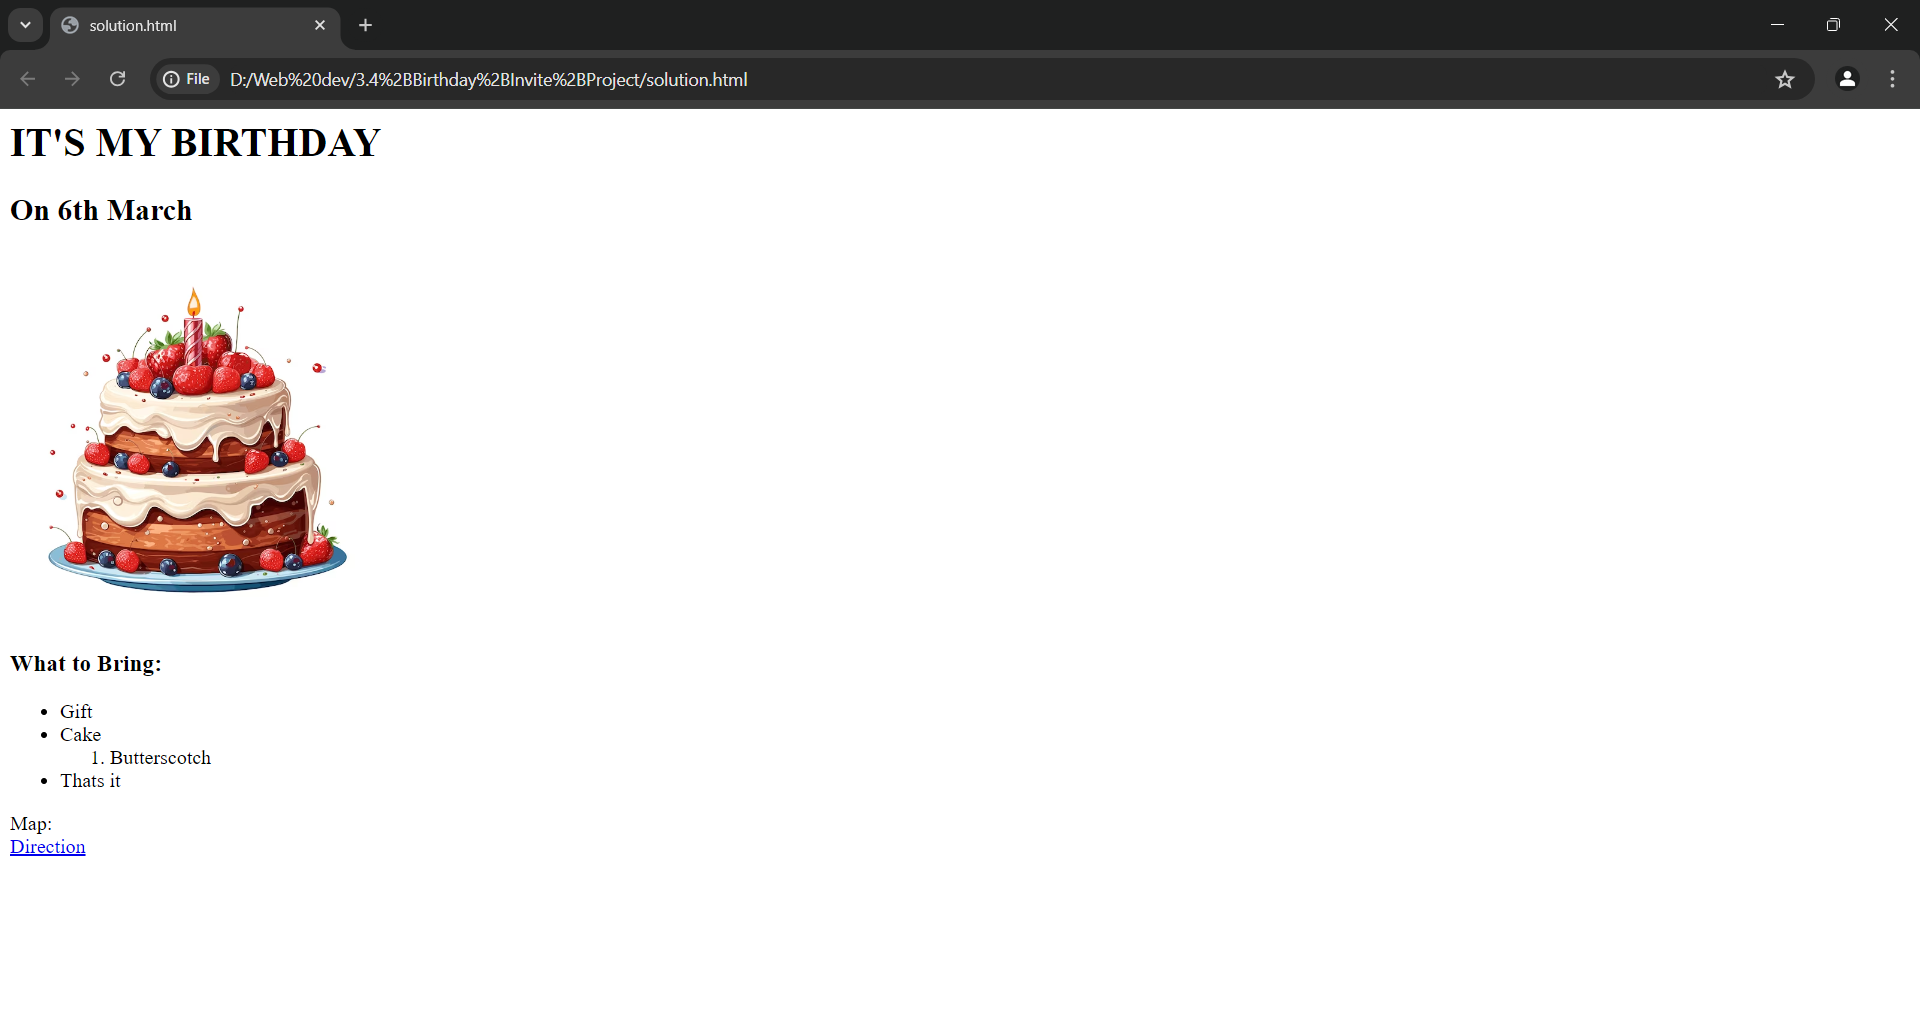 solution.html
File D:/Web%20dev/3.4%2BBirthday%2BInvite%2BProject/solution.html
IT'S MY BIRTHDAY
On 6th March
What to Bring:
• Gift
• Cake
1. Butterscotch
• Thats it
Map:
Direction